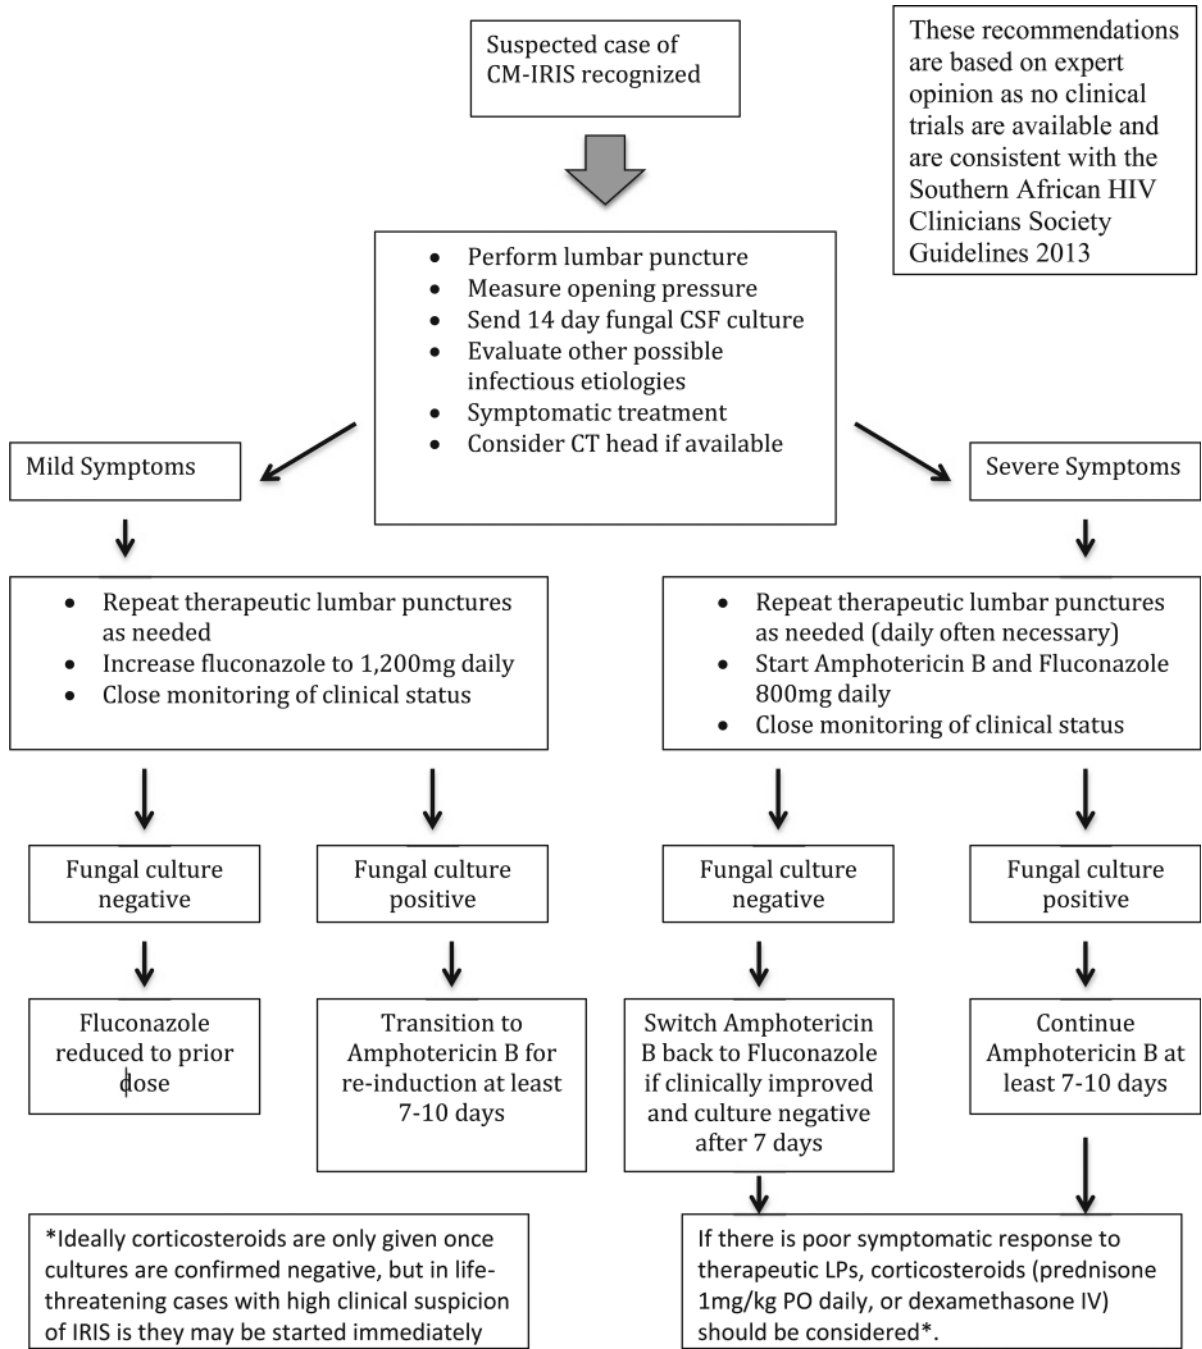 Suspected case of
CM-IRIS recognized
These recommendations
are based on expert
opinion as no clinical
trials are available and
are consistent with the
Southern African HIV
Clinicians Society
Guidelines 2013
• Perform lumbar puncture
• Measure opening pressure
• Send 14 day fungal CSF culture
• Evaluate other possible
infectious etiologies
• Symptomatic treatment
• Consider CT head if available
Mild Symptoms
Severe Symptoms
• Repeat therapeutic lumbar punctures
as needed
• Increase fluconazole to 1,200mg daily
• Close monitoring of clinical status
• Repeat therapeutic lumbar punctures
as needed (daily often necessary)
• Start Amphotericin B and Fluconazole
800mg daily
• Close monitoring of clinical status
Fungal culture
negative
Fungal culture
positive
Fungal culture
negative
Fungal culture
positive
Fluconazole
reduced to prior
dose
Transition to
Amphotericin B for
re-induction at least
7-10 days
Switch Amphotericin
B back to Fluconazole
if clinically improved
and culture negative
after 7 days
Continue
Amphotericin B at
least 7-10 days
*Ideally corticosteroids are only given once
cultures are confirmed negative, but in life-
threatening cases with high clinical suspicion
of IRIS is they may be started immediately
If there is poor symptomatic response to
therapeutic LPs, corticosteroids (prednisone
1mg/kg PO daily, or dexamethasone IV)
should be considered*.